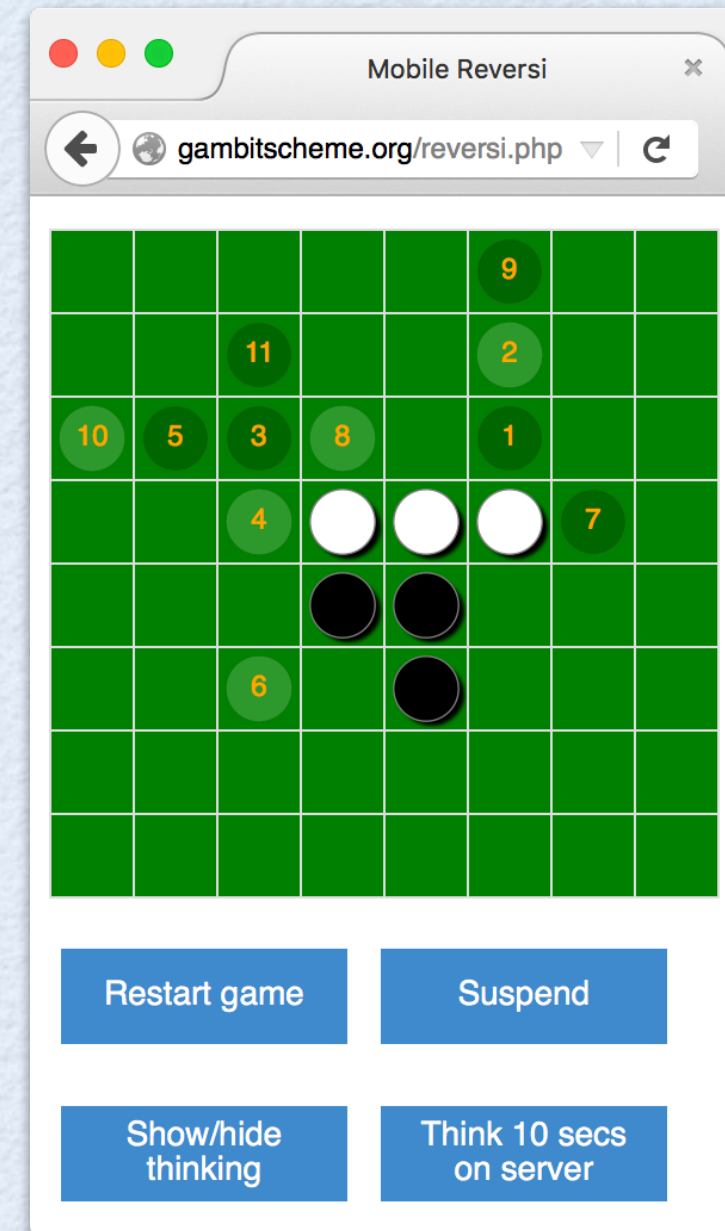 Mobile Reversi
gambitscheme.org/reversi.php
9
11 2
10 5 3 8 1
4 7
6
Restart game Suspend
Show/hide Think 10 secs
thinking on server